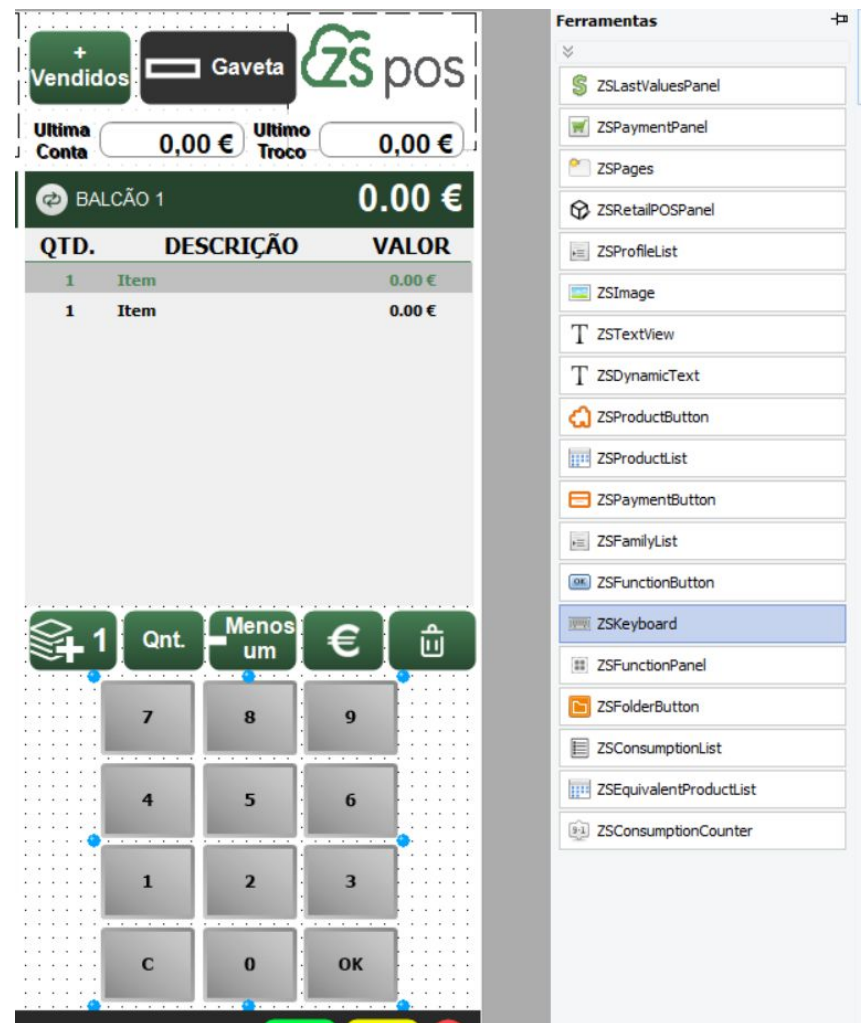 +
Vendidos
Gaveta
ZS pos
Ultima
Conta
0,00 €
Ultimo
Troco
0,00 €
BALCÃO 1
0.00 €
QTD. DESCRIÇÃO VALOR
1 Item 0.00 €
1 Item 0.00 €
+ 1
Qnt.
Menos
um
€
7 8 9
4 5 6
1 2 3
C 0 OK
Ferramentas
$ ZSLastValuesPanel
ZSPaymentPanel
ZSPages
ZSRetailPOSPanel
ZSProfileList
ZSImage
T ZSTextView
T ZSDynamicText
ZSProductButton
ZSProductList
ZSPaymentButton
ZSFamilyList
OK ZSFunctionButton
ZSKeyboard
ZSFunctionPanel
ZSFolderButton
ZSConsumptionList
ZSEquivalentProductList
9-1 ZSConsumptionCounter